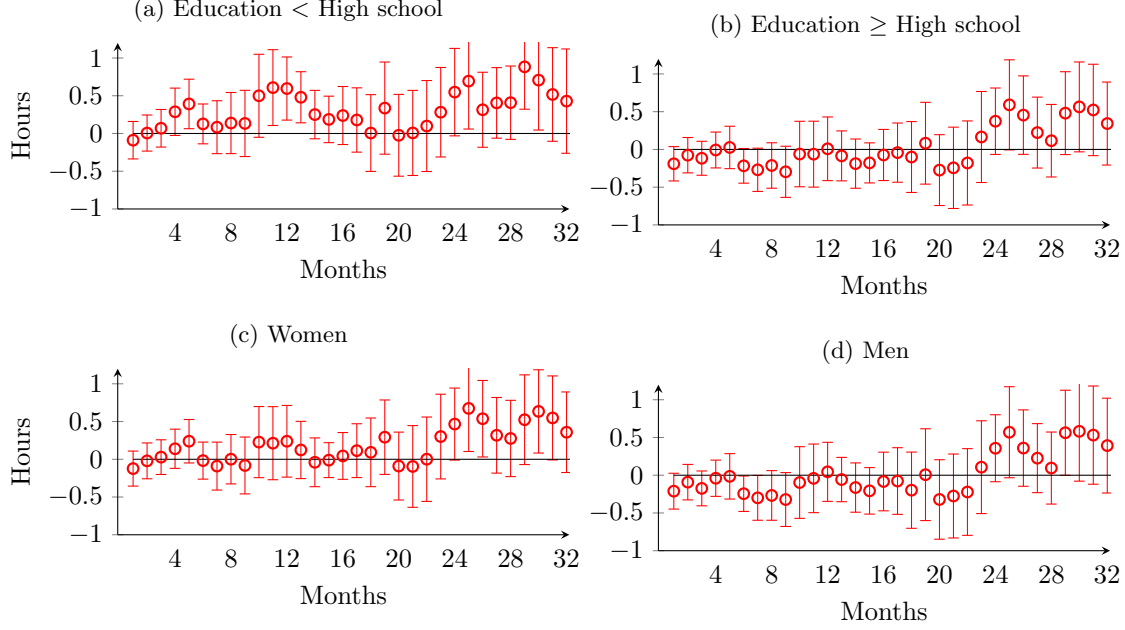 (a) Education < High school
1
0.5
0
−0.5
−1
Hours
4 8 12 16 20 24 28 32
Months
(b) Education ≥ High school
1
0.5
0
−0.5
−1
4 8 12 16 20 24 28 32
Months
(c) Women
1
0.5
0
−0.5
−1
Hours
4 8 12 16 20 24 28 32
Months
(d) Men
1
0.5
0
−0.5
−1
4 8 12 16 20 24 28 32
Months